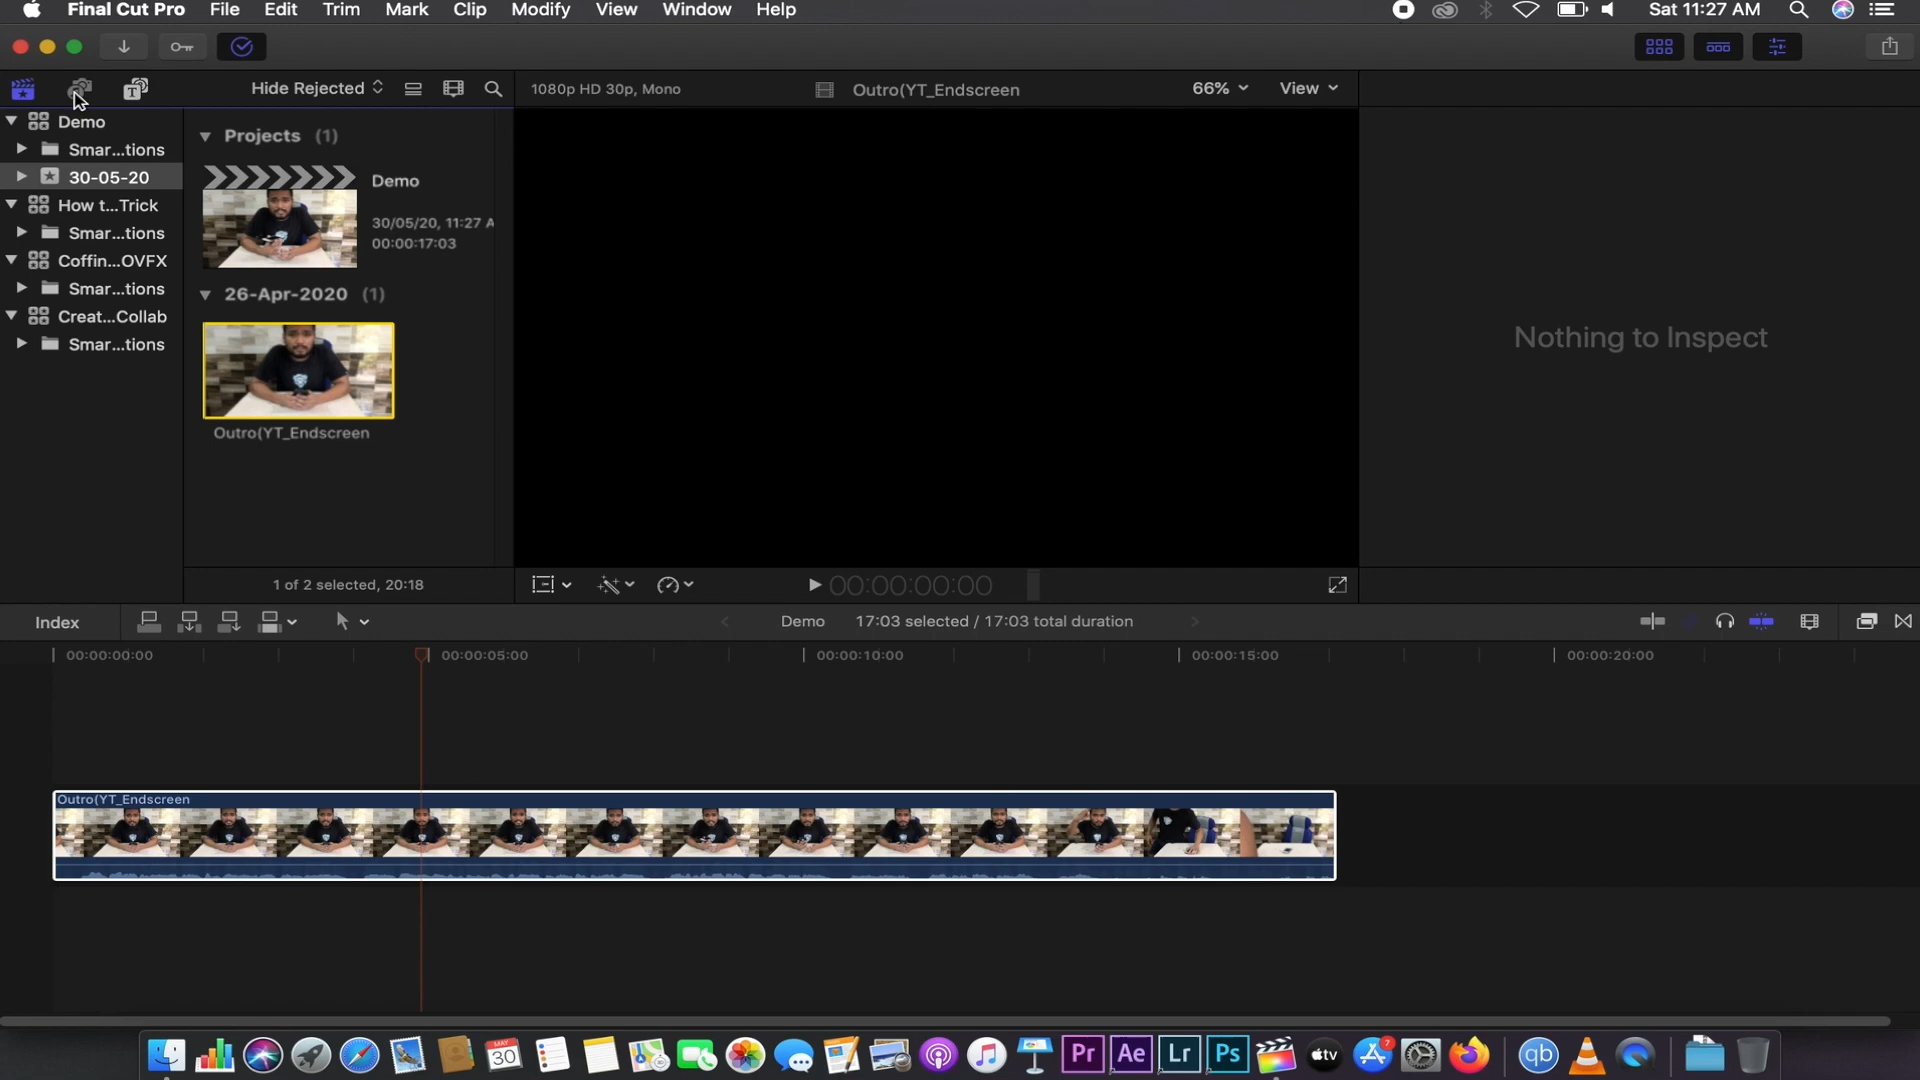 Final Cut Pro File Edit Trim Mark Clip Modify View Window Help Sat 11:27 AM
Hide Rejected 1080p HD 30p, Mono Outro(YT_Endscreen 66% View
Demo
Smar...tions
30-05-20
How t...Trick
Smar...tions
Coffin...OVFX
Smar...tions
Creat...Collab
Smar...tions
Projects (1)
Demo
30/05/20, 11:27 A
00:00:17:03
26-Apr-2020 (1)
Outro(YT_Endscreen
1 of 2 selected, 20:18
00:00:00:00
Nothing to Inspect
Index Demo 17:03 selected / 17:03 total duration
00:00:00:00 00:00:05:00 00:00:10:00 00:00:15:00 00:00:20:00
Outro(YT_Endscreen
MAY
30
Pr Ae Lr Ps tv 7 qb